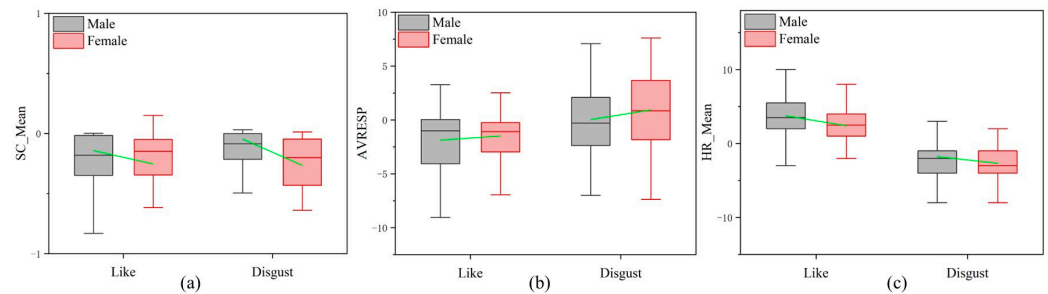 1
Male
Female
0
SC_Mean
−1
Like
Disgust
(a)
10
Male
Female
5
0
AVRESP
−5
−10
Like
Disgust
(b)
Male
Female
10
0
HR_Mean
−10
Like
Disgust
(c)